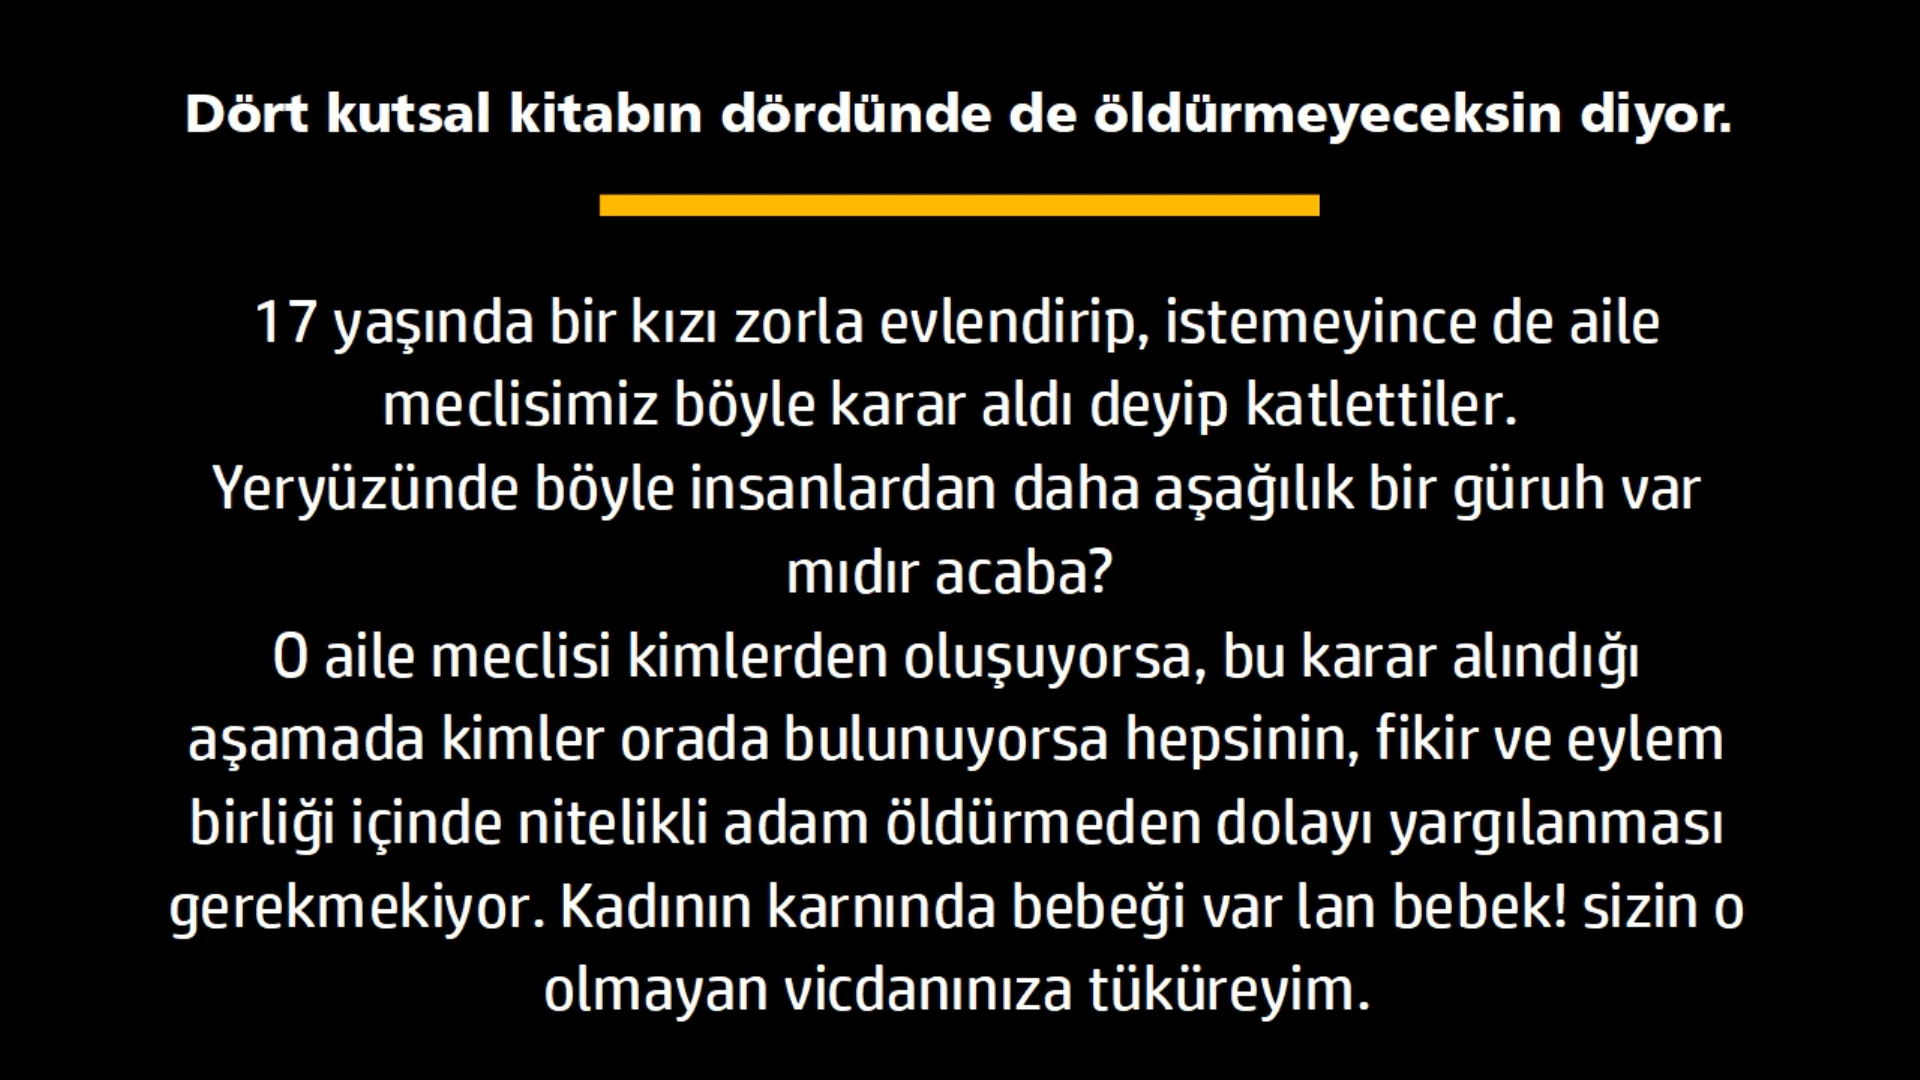 Dört kutsal kitabın dördünde de öldürmeyeceksin diyor.
17 yaşında bir kızı zorla evlendirip, istemeyince de aile
meclisimiz böyle karar aldı deyip katlettiler.
Yeryüzünde böyle insanlardan daha aşağılık bir güruh var
mıdır acaba?
O aile meclisi kimlerden oluşuyorsa, bu karar alındığı
aşamada kimler orada bulunuyorsa hepsinin, fikir ve eylem
birliği içinde nitelikli adam öldürmeden dolayı yargılanması
gerekmekiyor. Kadının karnında bebeği var lan bebek! sizin o
olmayan vicdanınıza tüküreyim.